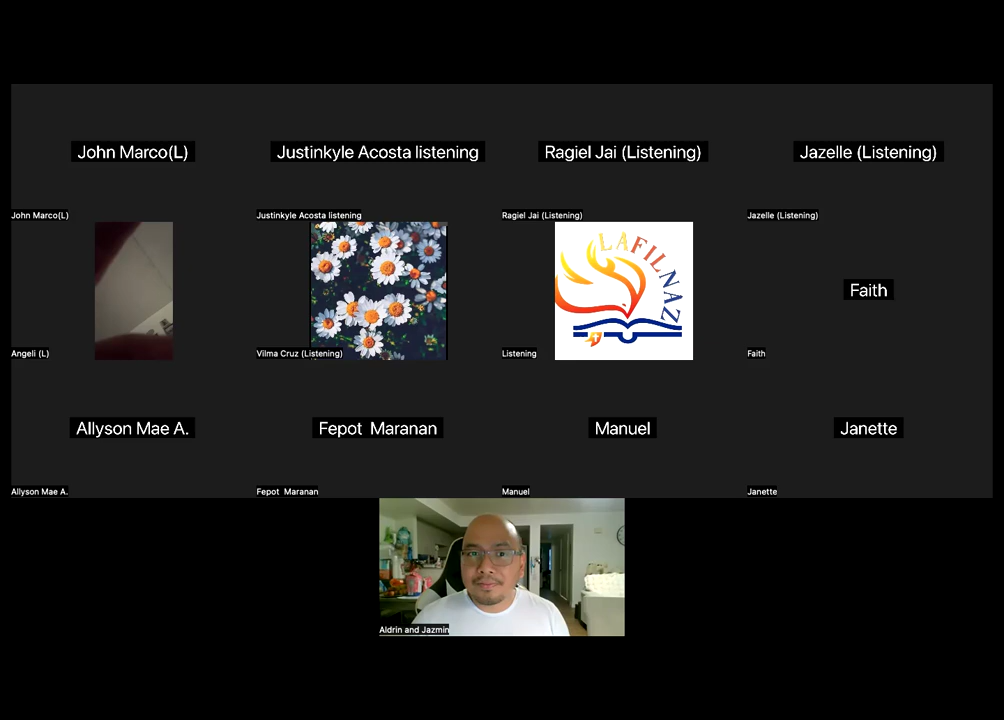 John Marco(L)
Justinkyle Acosta listening
Ragiel Jai (Listening)
Jazelle (Listening)
John Marco(L)
Justinkyle Acosta listening
Ragiel Jai (Listening)
Jazelle (Listening)
LAFILNAZ
Faith
Angeli (L)
Vilma Cruz (Listening)
Listening
Faith
Allyson Mae A.
Fepot Maranan
Manuel
Janette
Allyson Mae A.
Fepot Maranan
Manuel
Janette
Aldrin and Jazmin